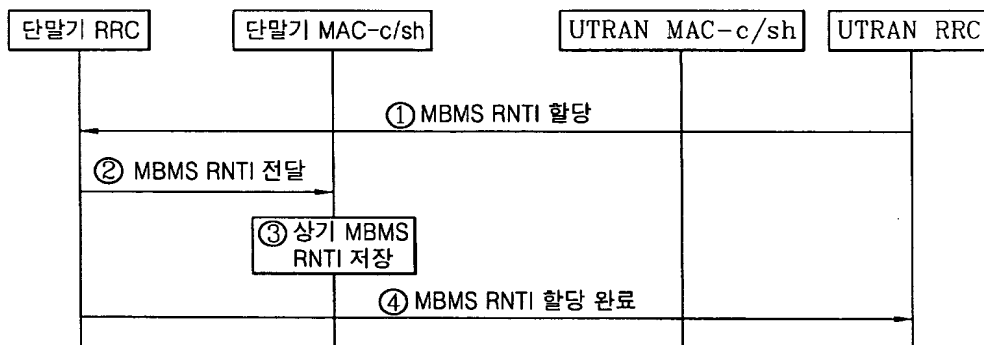 단말기 RRC
단말기 MAC-c/sh
UTRAN MAC-c/sh
UTRAN RRC
① MBMS RNTI 할당
② MBMS RNTI 전달
③ 상기 MBMS
RNTI 저장
④ MBMS RNTI 할당 완료